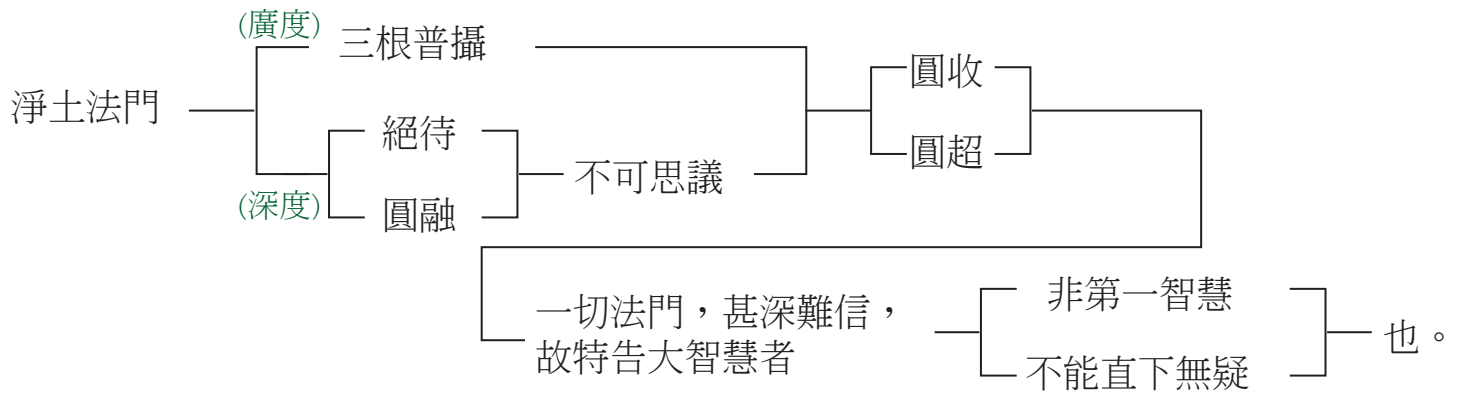 淨土法門
(廣度)
三根普攝
(深度)
絕待
圓融
不可思議
圓收
圓超
一切法門，甚深難信，
故特告大智慧者
非第一智慧
不能直下無疑
也。